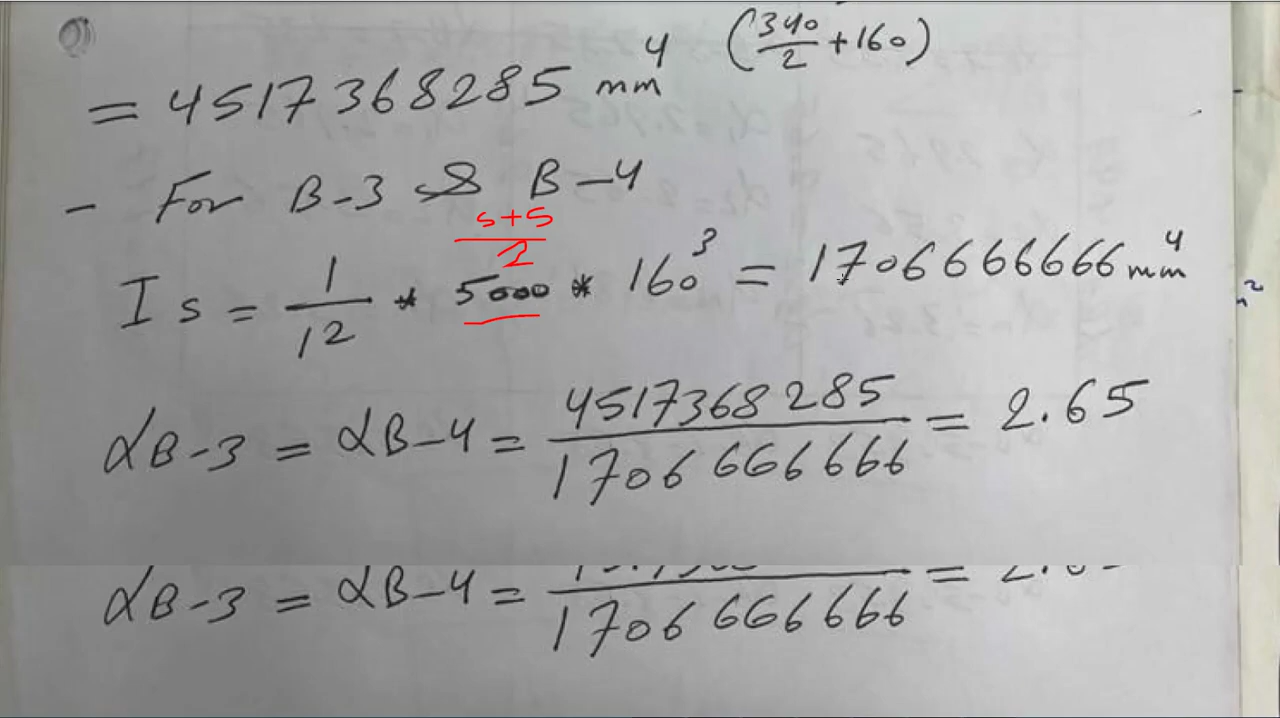 (340/2 + 160)
= 4517368285 mm⁴
- For B-3 & B-4
s+5/2
Is = 1/12 * 5000 * 160³ = 1706666666 mm⁴
αB-3 = αB-4 = 4517368285/1706666666 = 2.65
αB-3 = αB-4 = /1706666666 =